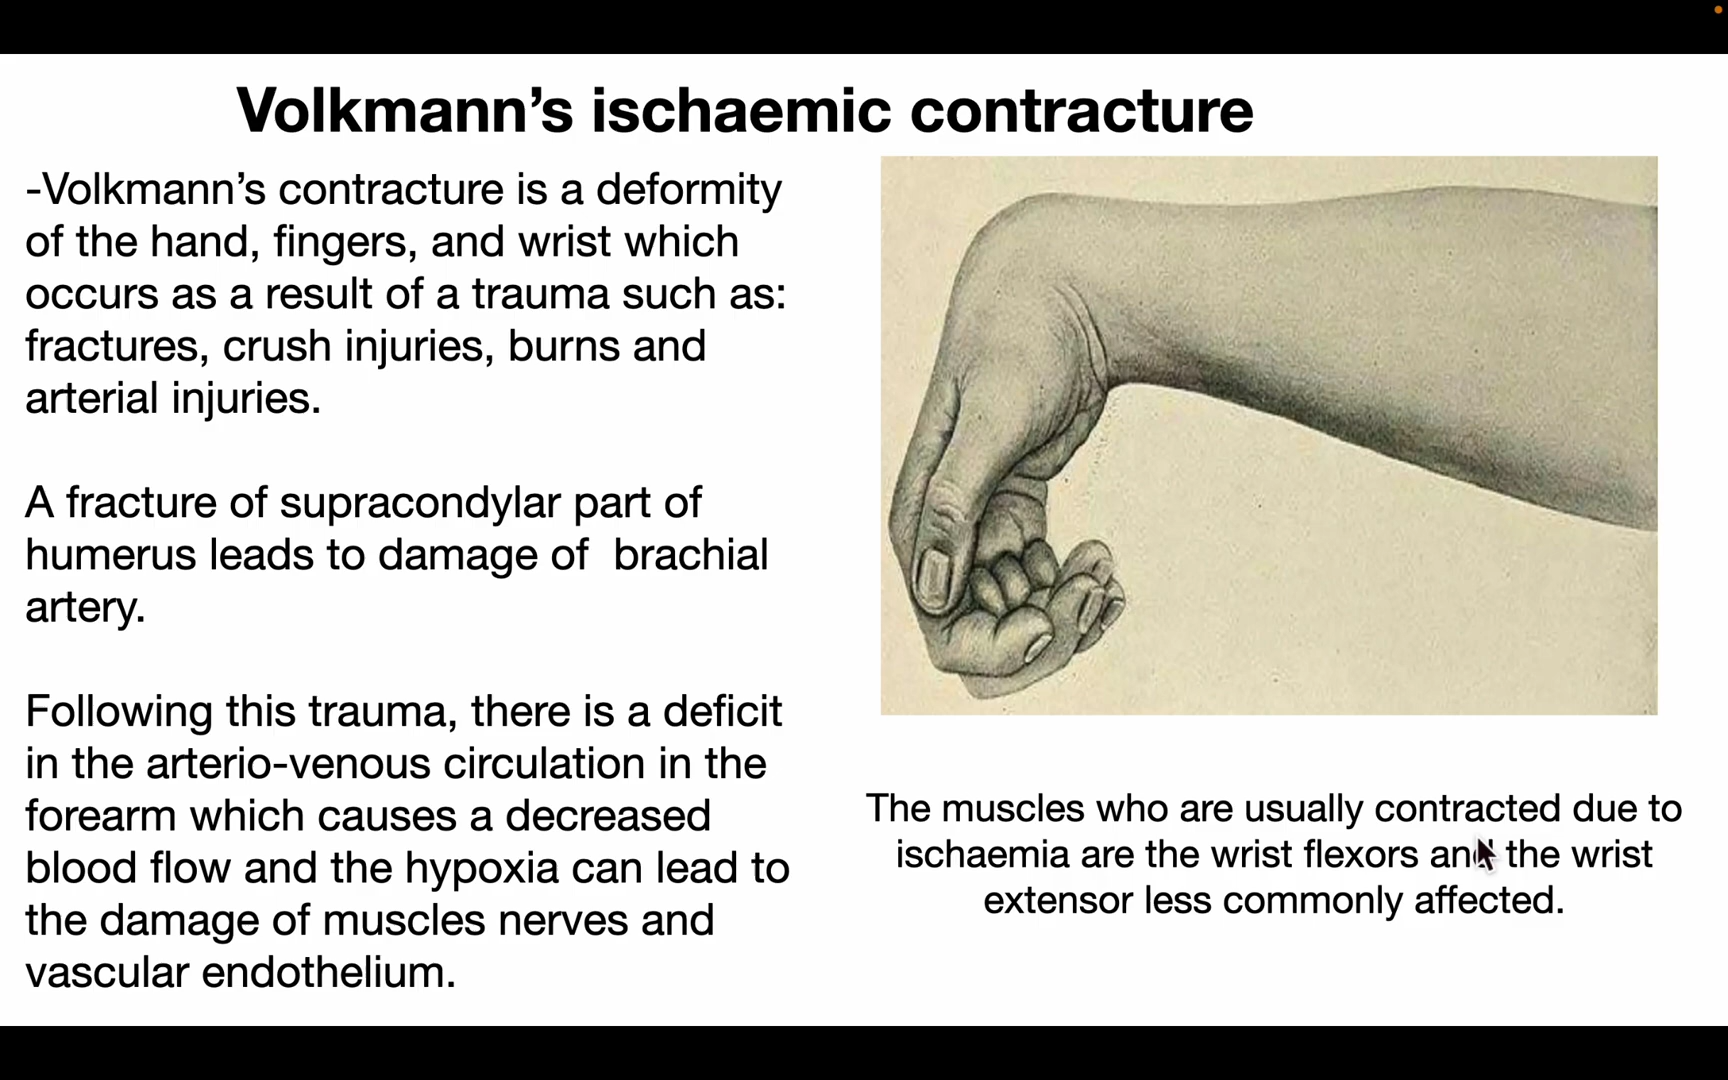 Volkmann’s ischaemic contracture
-Volkmann’s contracture is a deformity
of the hand, fingers, and wrist which
occurs as a result of a trauma such as:
fractures, crush injuries, burns and
arterial injuries.
A fracture of supracondylar part of
humerus leads to damage of  brachial
artery.
Following this trauma, there is a deficit
in the arterio-venous circulation in the
forearm which causes a decreased
blood flow and the hypoxia can lead to
the damage of muscles nerves and
vascular endothelium.
The muscles who are usually contracted due to
ischaemia are the wrist flexors and the wrist
extensor less commonly affected.